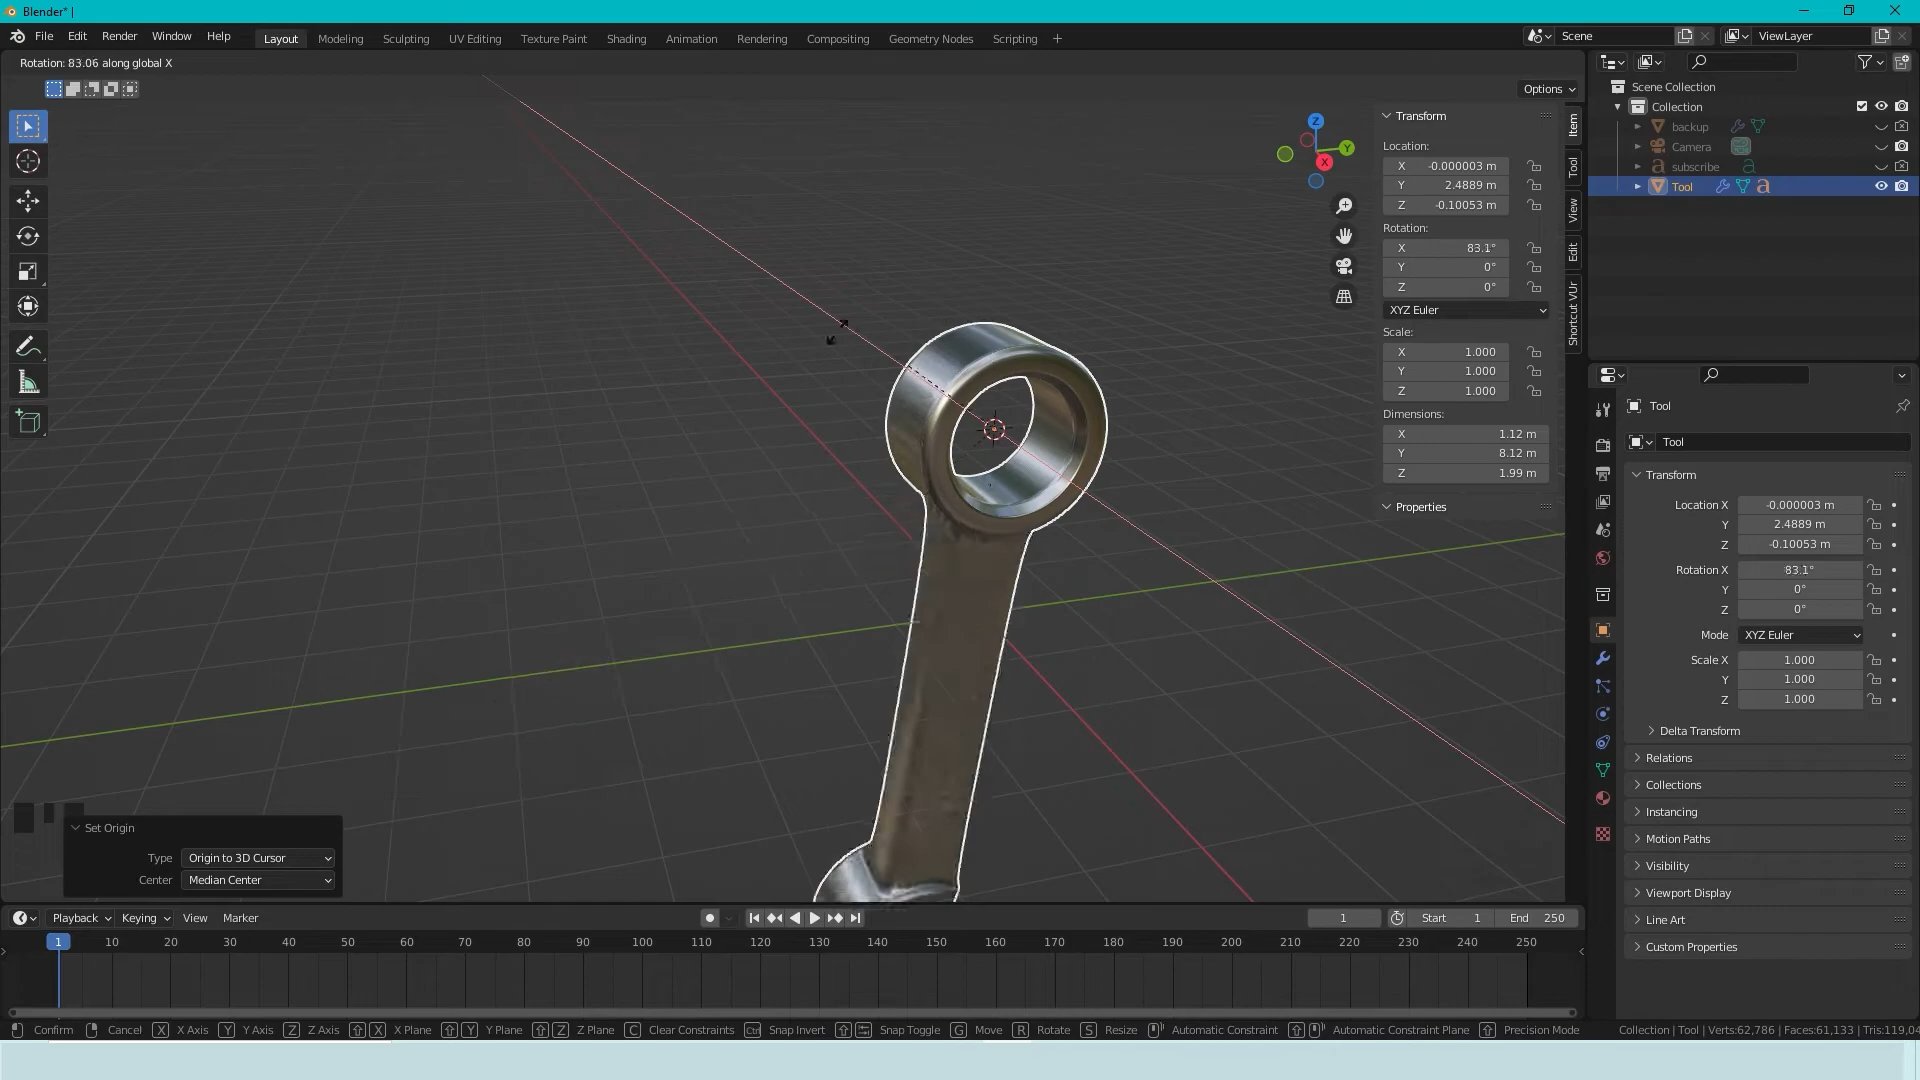 Blender* |
File Edit Render Window Help Layout Modeling Sculpting UV Editing Texture Paint Shading Animation Rendering Compositing Geometry Nodes Scripting Scene ViewLayer
Rotation: 83.06 along global X
Options
Transform
Location:
X -0.000003 m
Y 2.4889 m
Z -0.10053 m
Rotation:
X 83.1°
Y 0°
Z 0°
XYZ Euler
Scale:
X 1.000
Y 1.000
Z 1.000
Dimensions:
X 1.12 m
Y 8.12 m
Z 1.99 m
Properties
Item
Tool
View
Edit
Shortcut VUr
Z
Y
X
Scene Collection
Collection
backup
Camera
subscribe
Tool
Tool
Tool
Transform
Location X -0.000003 m
Y 2.4889 m
Z -0.10053 m
Rotation X 83.1°
Y 0°
Z 0°
Mode XYZ Euler
Scale X 1.000
Y 1.000
Z 1.000
Delta Transform
Relations
Collections
Instancing
Motion Paths
Visibility
Viewport Display
Line Art
Custom Properties
Set Origin
Type Origin to 3D Cursor
Center Median Center
Playback Keying View Marker 1 Start 1 End 250
1 10 20 30 40 50 60 70 80 90 100 110 120 130 140 150 160 170 180 190 200 210 220 230 240 250
Confirm Cancel X X Axis Y Y Axis Z Z Axis X X Plane Y Y Plane Z Z Plane C Clear Constraints Ctrl Snap Invert Snap Toggle G Move R Rotate S Resize Automatic Constraint Automatic Constraint Plane Precision Mode Collection | Tool | Verts:62,786 | Faces:61,133 | Tris:119,04